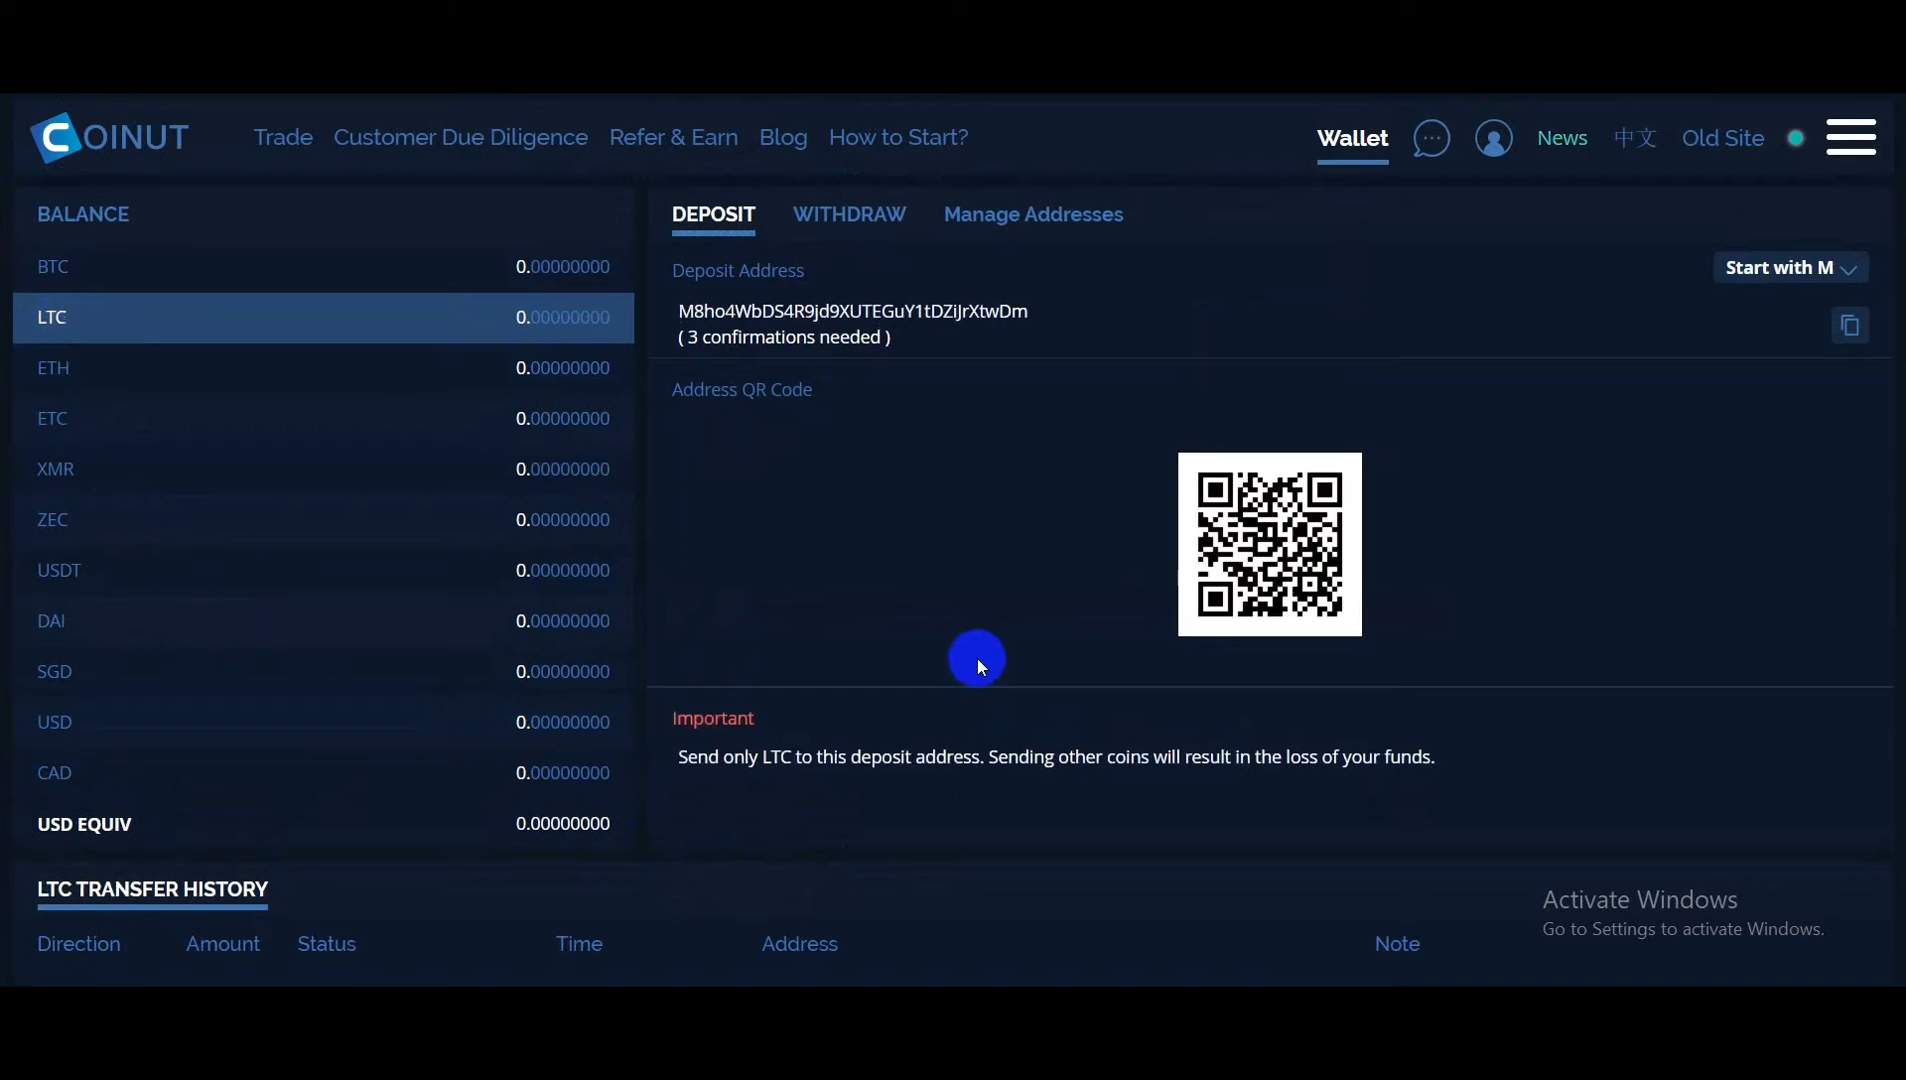 COINUT
Trade Customer Due Diligence Refer & Earn Blog How to Start? Wallet News 中文 Old Site
BALANCE
BTC 0.00000000
LTC 0.00000000
ETH 0.00000000
ETC 0.00000000
XMR 0.00000000
ZEC 0.00000000
USDT 0.00000000
DAI 0.00000000
SGD 0.00000000
USD 0.00000000
CAD 0.00000000
USD EQUIV 0.00000000
DEPOSIT WITHDRAW Manage Addresses
Deposit Address Start with M
M8ho4WbDS4R9jd9XUTEGuY1tDZiJrXtwDm
( 3 confirmations needed )
Address QR Code
Important
Send only LTC to this deposit address. Sending other coins will result in the loss of your funds.
LTC TRANSFER HISTORY
Direction Amount Status Time Address Note
Activate Windows
Go to Settings to activate Windows.